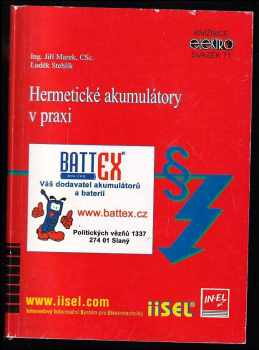 Ing. Jiří Marek, CSc.
Luděk Stehlík
KNIŽNICE
elektro
SVAZEK 71
Hermetické akumulátory
v praxi
BATTEX
Váš dodavatel akumulátorů
a baterií
www.battex.cz
Politických vězňů 1337
274 01 Slaný
www.iisel.com
Internetový Informační Systém pro Elektrotechniky
iiSEL®
IN-EL